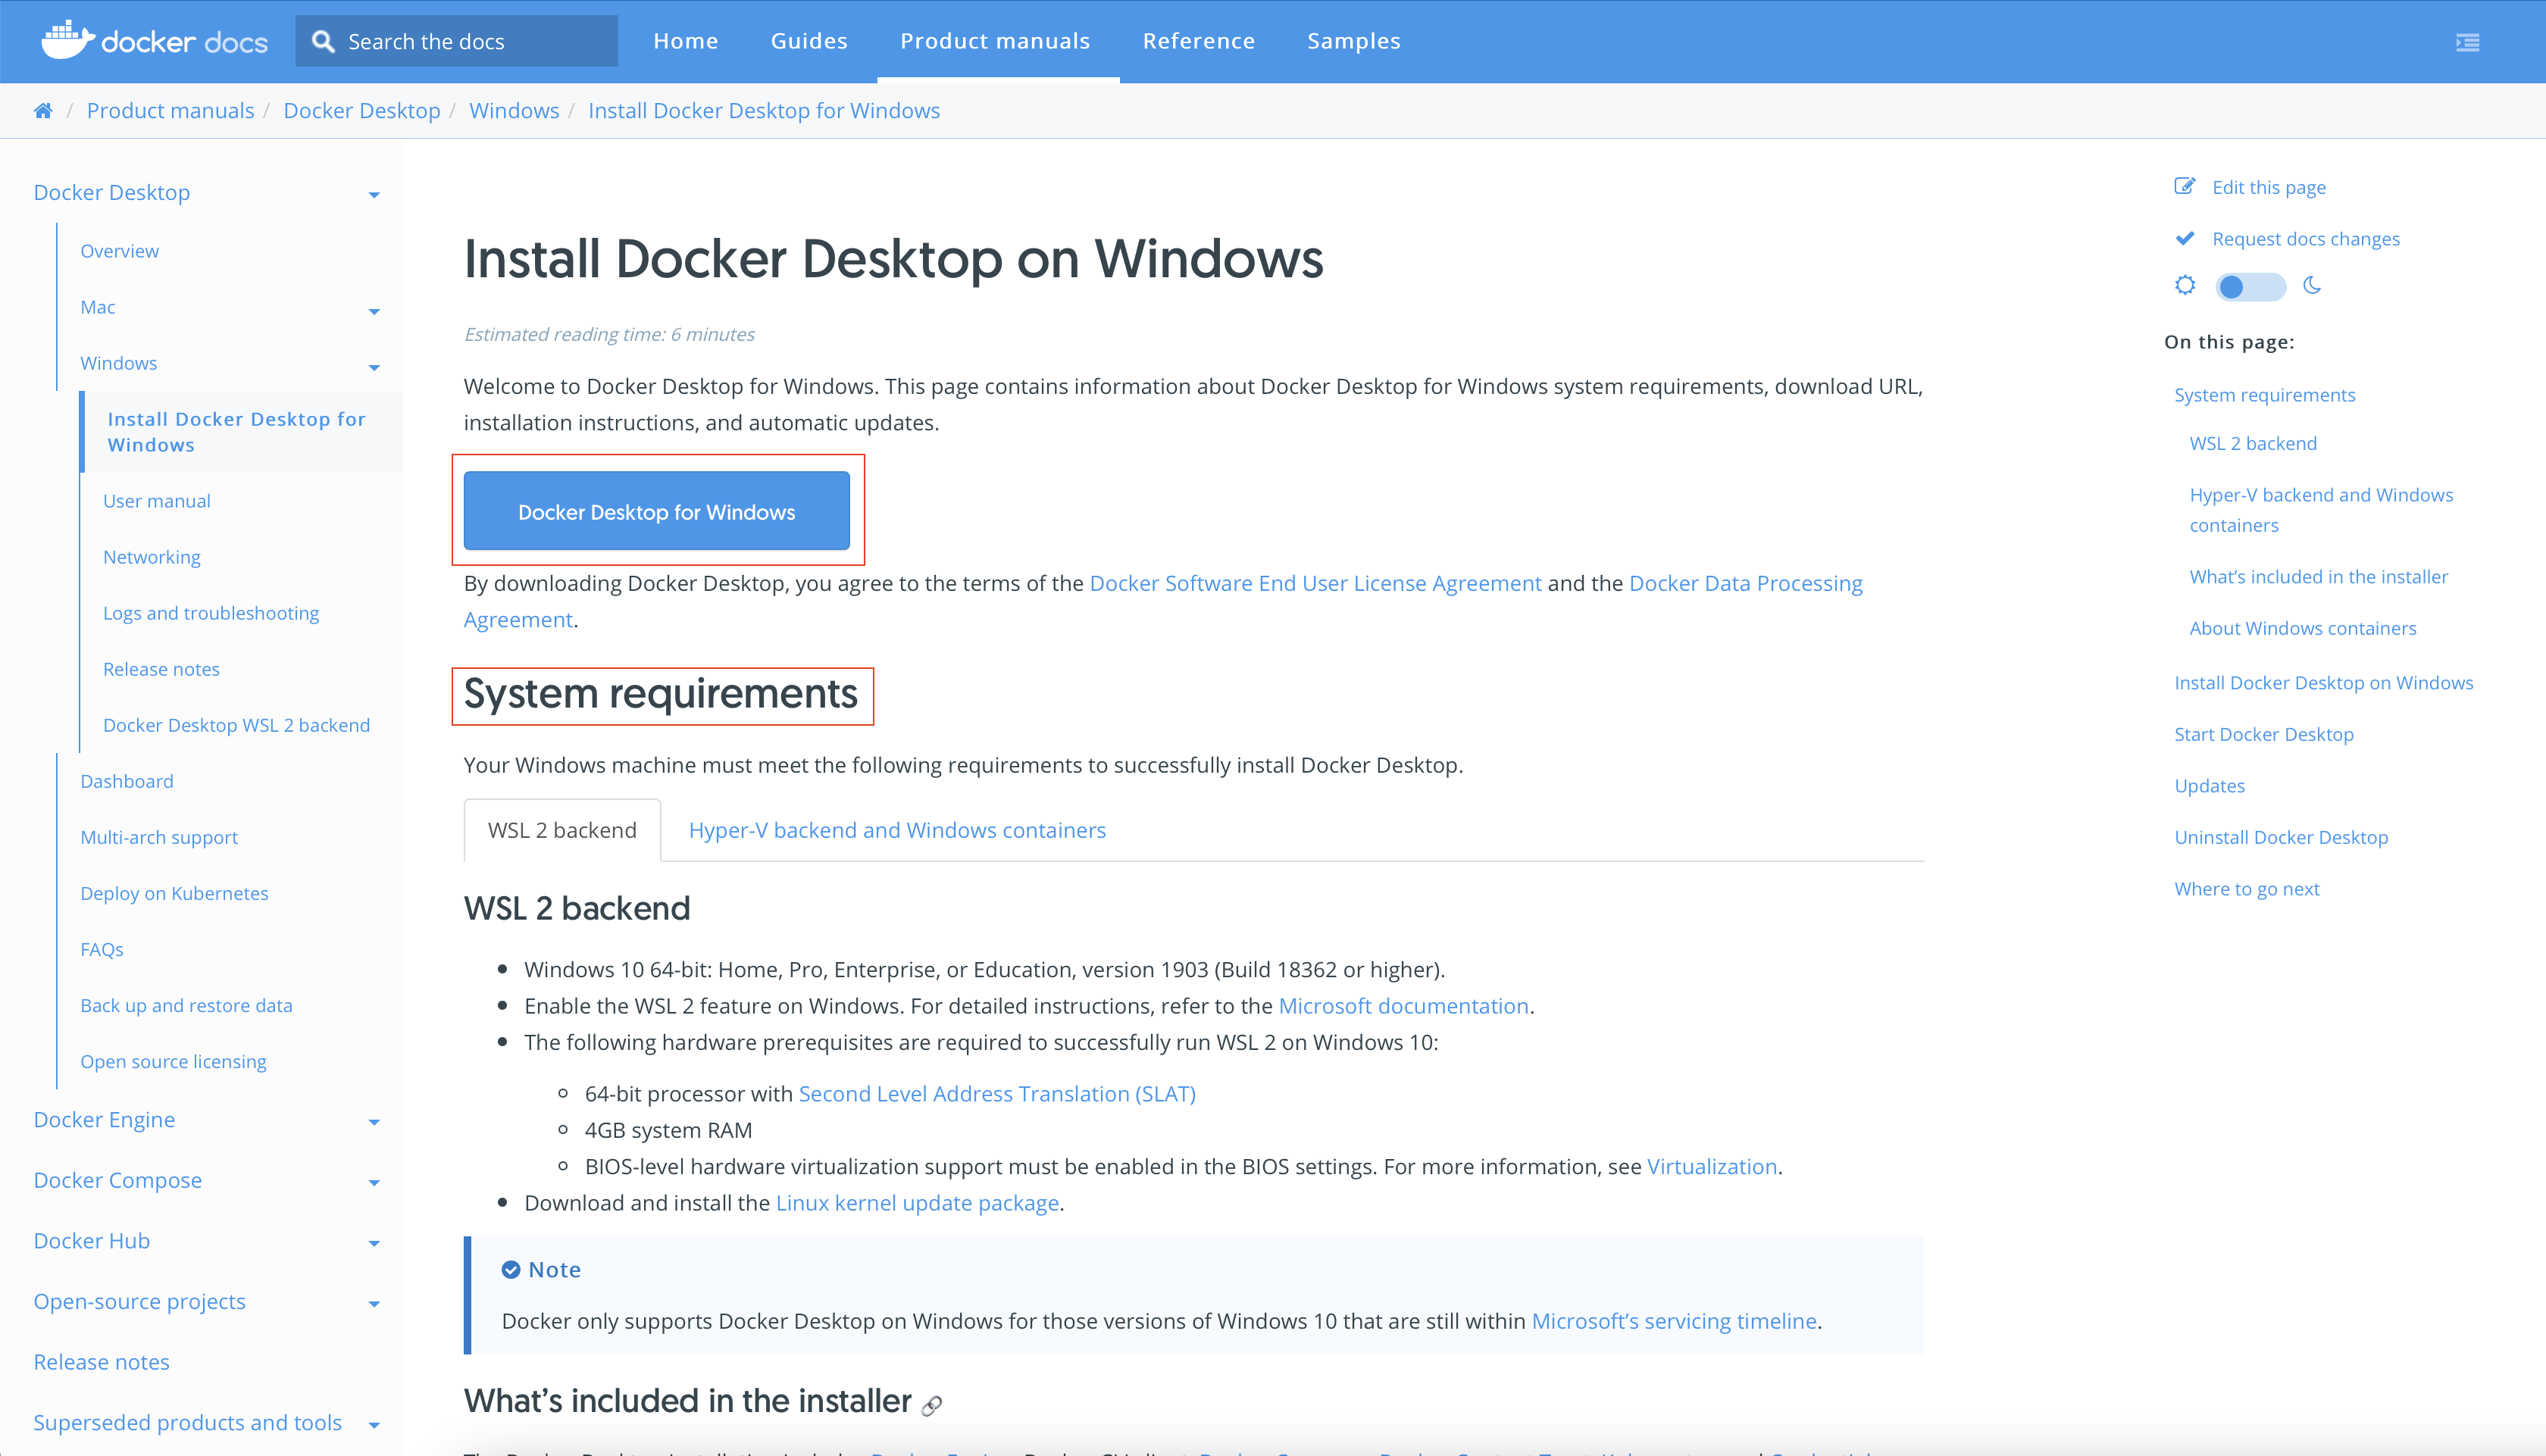 docker docs
Search the docs
Home
Guides
Product manuals
Reference
Samples
/ Product manuals / Docker Desktop / Windows / Install Docker Desktop for Windows
Docker Desktop
Overview
Mac
Windows
Install Docker Desktop for
Windows
User manual
Networking
Logs and troubleshooting
Release notes
Docker Desktop WSL 2 backend
Dashboard
Multi-arch support
Deploy on Kubernetes
FAQs
Back up and restore data
Open source licensing
Docker Engine
Docker Compose
Docker Hub
Open-source projects
Release notes
Superseded products and tools
Install Docker Desktop on Windows
Estimated reading time: 6 minutes
Welcome to Docker Desktop for Windows. This page contains information about Docker Desktop for Windows system requirements, download URL,
installation instructions, and automatic updates.
Docker Desktop for Windows
By downloading Docker Desktop, you agree to the terms of the Docker Software End User License Agreement and the Docker Data Processing
Agreement.
System requirements
Your Windows machine must meet the following requirements to successfully install Docker Desktop.
WSL 2 backend
Hyper-V backend and Windows containers
WSL 2 backend
Windows 10 64-bit: Home, Pro, Enterprise, or Education, version 1903 (Build 18362 or higher).
Enable the WSL 2 feature on Windows. For detailed instructions, refer to the Microsoft documentation.
The following hardware prerequisites are required to successfully run WSL 2 on Windows 10:
64-bit processor with Second Level Address Translation (SLAT)
4GB system RAM
BIOS-level hardware virtualization support must be enabled in the BIOS settings. For more information, see Virtualization.
Download and install the Linux kernel update package.
Note
Docker only supports Docker Desktop on Windows for those versions of Windows 10 that are still within Microsoft’s servicing timeline.
What’s included in the installer
Edit this page
Request docs changes
On this page:
System requirements
WSL 2 backend
Hyper-V backend and Windows
containers
What’s included in the installer
About Windows containers
Install Docker Desktop on Windows
Start Docker Desktop
Updates
Uninstall Docker Desktop
Where to go next